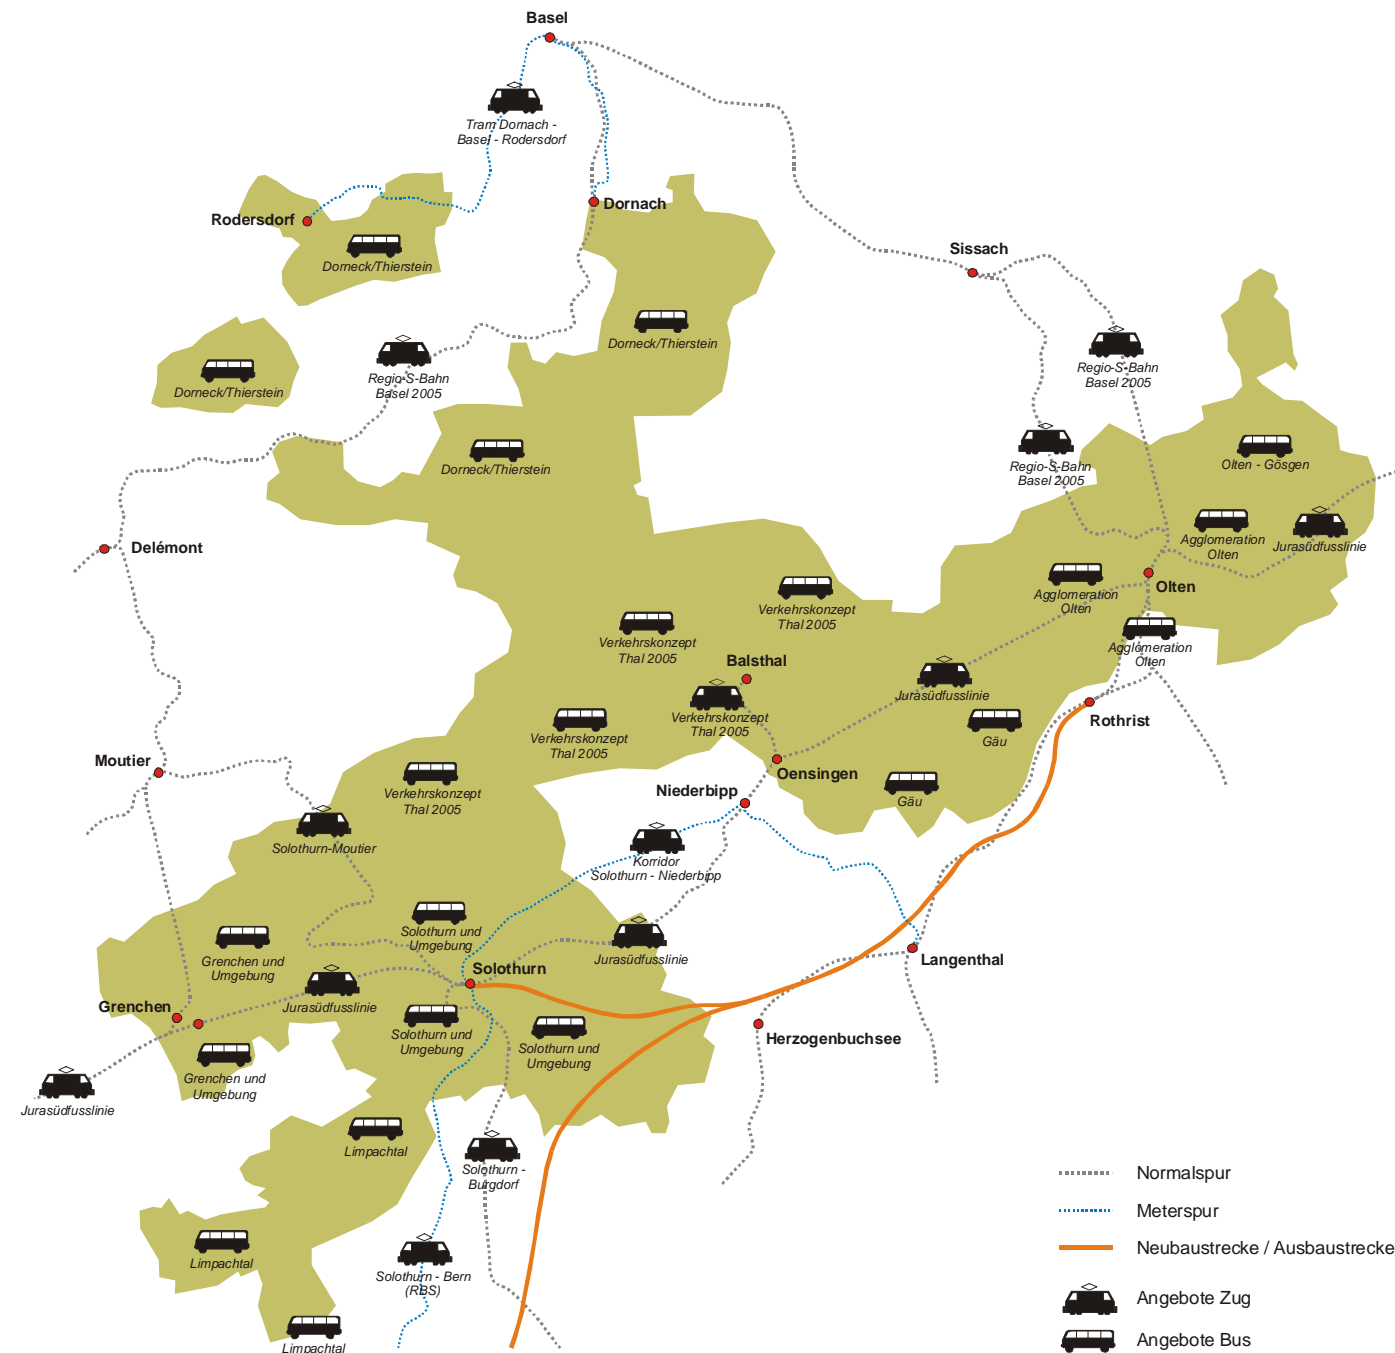 Basel
Tram Dornach -
Basel - Rodersdorf
Rodersdorf
Dornach
Dorneck/Thierstein
Sissach
Dorneck/Thierstein
Dorneck/Thierstein
Regio-S-Bahn
Basel 2005
Regio-S-Bahn
Basel 2005
Dorneck/Thierstein
Regio-S-Bahn
Basel 2005
Olten - Gösgen
Delémont
Agglomeration
Olten
Jurasüdfusslinie
Agglomeration
Olten
Olten
Verkehrskonzept
Thal 2005
Verkehrskonzept
Thal 2005
Agglomeration
Olten
Balsthal
Jurasüdfusslinie
Verkehrskonzept
Thal 2005
Rothrist
Verkehrskonzept
Thal 2005
Gäu
Moutier
Oensingen
Verkehrskonzept
Thal 2005
Niederbipp
Gäu
Solothurn-Moutier
Korridor
Solothurn - Niederbipp
Solothurn und
Umgebung
Grenchen und
Umgebung
Jurasüdfusslinie
Langenthal
Solothurn
Grenchen
Jurasüdfusslinie
Solothurn und
Umgebung
Solothurn und
Umgebung
Herzogenbuchsee
Grenchen und
Umgebung
Jurasüdfusslinie
Limpachtal
Solothurn -
Burgdorf
Normalspur
Meterspur
Neubaustrecke / Ausbaustrecke
Limpachtal
Solothurn - Bern
(RBS)
Angebote Zug
Angebote Bus
Limpachtal